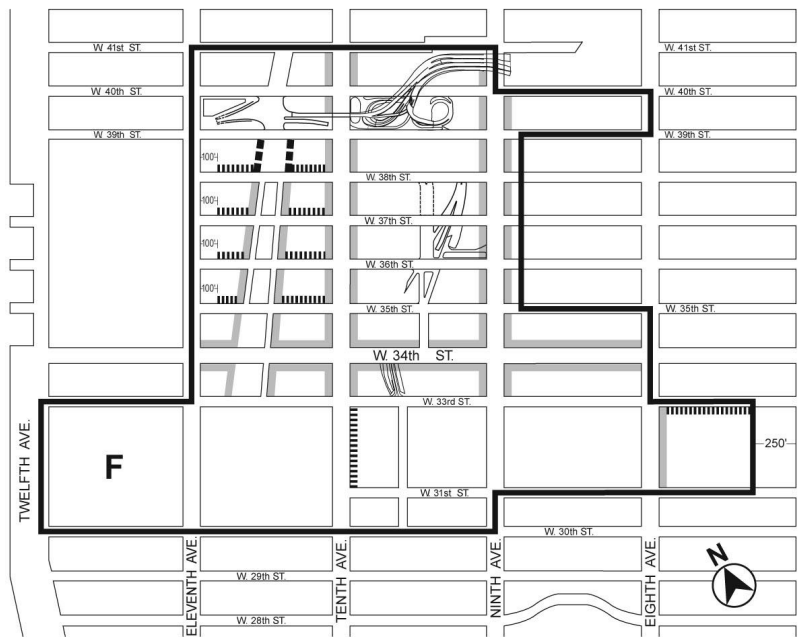 W. 41st ST.
W. 41st ST.
W. 40th ST.
W. 40th ST.
W. 39th ST.
W. 39th ST.
100'
W. 38th ST.
100'
W. 37th ST.
100'
W. 36th ST.
100'
W. 35th ST.
W. 35th ST.
W. 34th ST.
W. 33rd ST.
TWELFTH AVE.
F
250'
W. 31st ST.
W. 30th ST.
ELEVENTH AVE.
TENTH AVE.
NINTH AVE.
EIGHTH AVE.
N
W. 29th ST.
W. 28th ST.